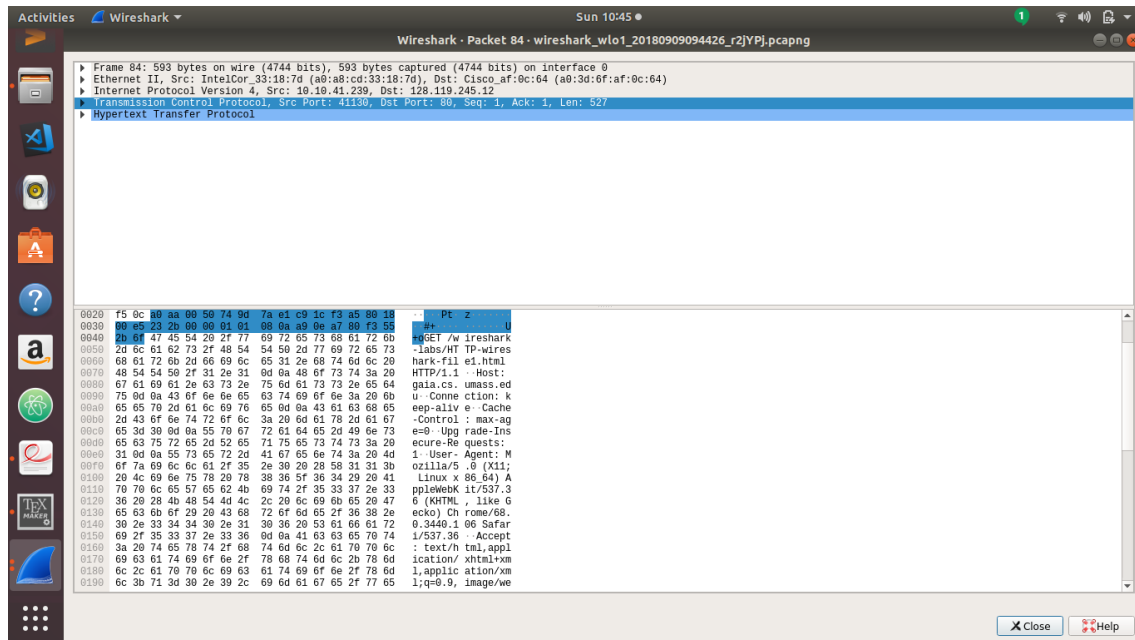 Activities Wireshark Sun 10:45 1
Wireshark · Packet 84 · wireshark_wlo1_20180909094426_r2jYPj.pcapng
Frame 84: 593 bytes on wire (4744 bits), 593 bytes captured (4744 bits) on interface 0
Ethernet II, Src: IntelCor_33:18:7d (a0:a8:cd:33:18:7d), Dst: Cisco_af:0c:64 (a0:3d:6f:af:0c:64)
Internet Protocol Version 4, Src: 10.10.41.239, Dst: 128.119.245.12
Transmission Control Protocol, Src Port: 41130, Dst Port: 80, Seq: 1, Ack: 1, Len: 527
Hypertext Transfer Protocol
0020 f5 0c a0 aa 00 50 74 9d 7a e1 c9 1c f3 a5 80 18 ·····Pt· z·······
0030 00 e5 23 2b 00 00 01 01 08 0a a9 0e a7 80 f3 55 ··#+···· ·······U
0040 2b 6f 47 45 54 20 2f 77 69 72 65 73 68 61 72 6b +oGET /w ireshark
0050 2d 6c 61 62 73 2f 48 54 54 50 2d 77 69 72 65 73 -labs/HT TP-wires
0060 68 61 72 6b 2d 66 69 6c 65 31 2e 68 74 6d 6c 20 hark-fil e1.html
0070 48 54 54 50 2f 31 2e 31 0d 0a 48 6f 73 74 3a 20 HTTP/1.1 ··Host:
0080 67 61 69 61 2e 63 73 2e 75 6d 61 73 73 2e 65 64 gaia.cs. umass.ed
0090 75 0d 0a 43 6f 6e 6e 65 63 74 69 6f 6e 3a 20 6b u··Conne ction: k
00a0 65 65 70 2d 61 6c 69 76 65 0d 0a 43 61 63 68 65 eep-aliv e··Cache
00b0 2d 43 6f 6e 74 72 6f 6c 3a 20 6d 61 78 2d 61 67 -Control : max-ag
00c0 65 3d 30 0d 0a 55 70 67 72 61 64 65 2d 49 6e 73 e=0··Upg rade-Ins
00d0 65 63 75 72 65 2d 52 65 71 75 65 73 74 73 3a 20 ecure-Re quests:
00e0 31 0d 0a 55 73 65 72 2d 41 67 65 6e 74 3a 20 4d 1··User- Agent: M
00f0 6f 7a 69 6c 6c 61 2f 35 2e 30 20 28 58 31 31 3b ozilla/5 .0 (X11;
0100 20 4c 69 6e 75 78 20 78 38 36 5f 36 34 29 20 41 Linux x 86_64) A
0110 70 70 6c 65 57 65 62 4b 69 74 2f 35 33 37 2e 33 ppleWebK it/537.3
0120 36 20 28 4b 48 54 4d 4c 2c 20 6c 69 6b 65 20 47 6 (KHTML , like G
0130 65 63 6b 6f 29 20 43 68 72 6f 6d 65 2f 36 38 2e ecko) Ch rome/68.
0140 30 2e 33 34 34 30 2e 31 30 36 20 53 61 66 61 72 0.3440.1 06 Safar
0150 69 2f 35 33 37 2e 33 36 0d 0a 41 63 63 65 70 74 i/537.36 ··Accept
0160 3a 20 74 65 78 74 2f 68 74 6d 6c 2c 61 70 70 6c : text/h tml,appl
0170 69 63 61 74 69 6f 6e 2f 78 68 74 6d 6c 2b 78 6d ication/ xhtml+xm
0180 6c 2c 61 70 70 6c 69 63 61 74 69 6f 6e 2f 78 6d l,applic ation/xm
0190 6c 3b 71 3d 30 2e 39 2c 69 6d 61 67 65 2f 77 65 l;q=0.9, image/we
TEX
MAKER
Close Help